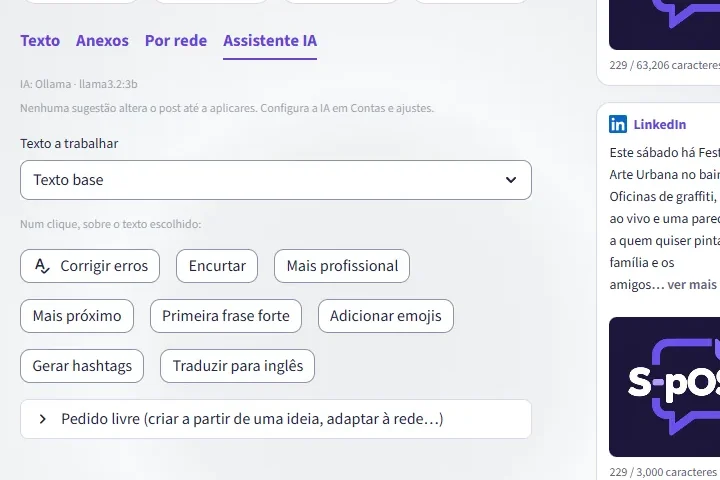 Texto Anexos Por rede Assistente IA
IA: Ollama · llama3.2:3b
Nenhuma sugestão altera o post até a aplicares. Configura a IA em Contas e ajustes.
Texto a trabalhar
Texto base
Num clique, sobre o texto escolhido:
Corrigir erros Encurtar Mais profissional
Mais próximo Primeira frase forte Adicionar emojis
Gerar hashtags Traduzir para inglês
Pedido livre (criar a partir de uma ideia, adaptar à rede…)
229 / 63,206 caracteres
LinkedIn
Este sábado há Fest
Arte Urbana no bair
Oficinas de graffiti,
ao vivo e uma pared
a quem quiser pinta
família e os
amigos… ver mais
S-pOS
229 / 3,000 caracteres